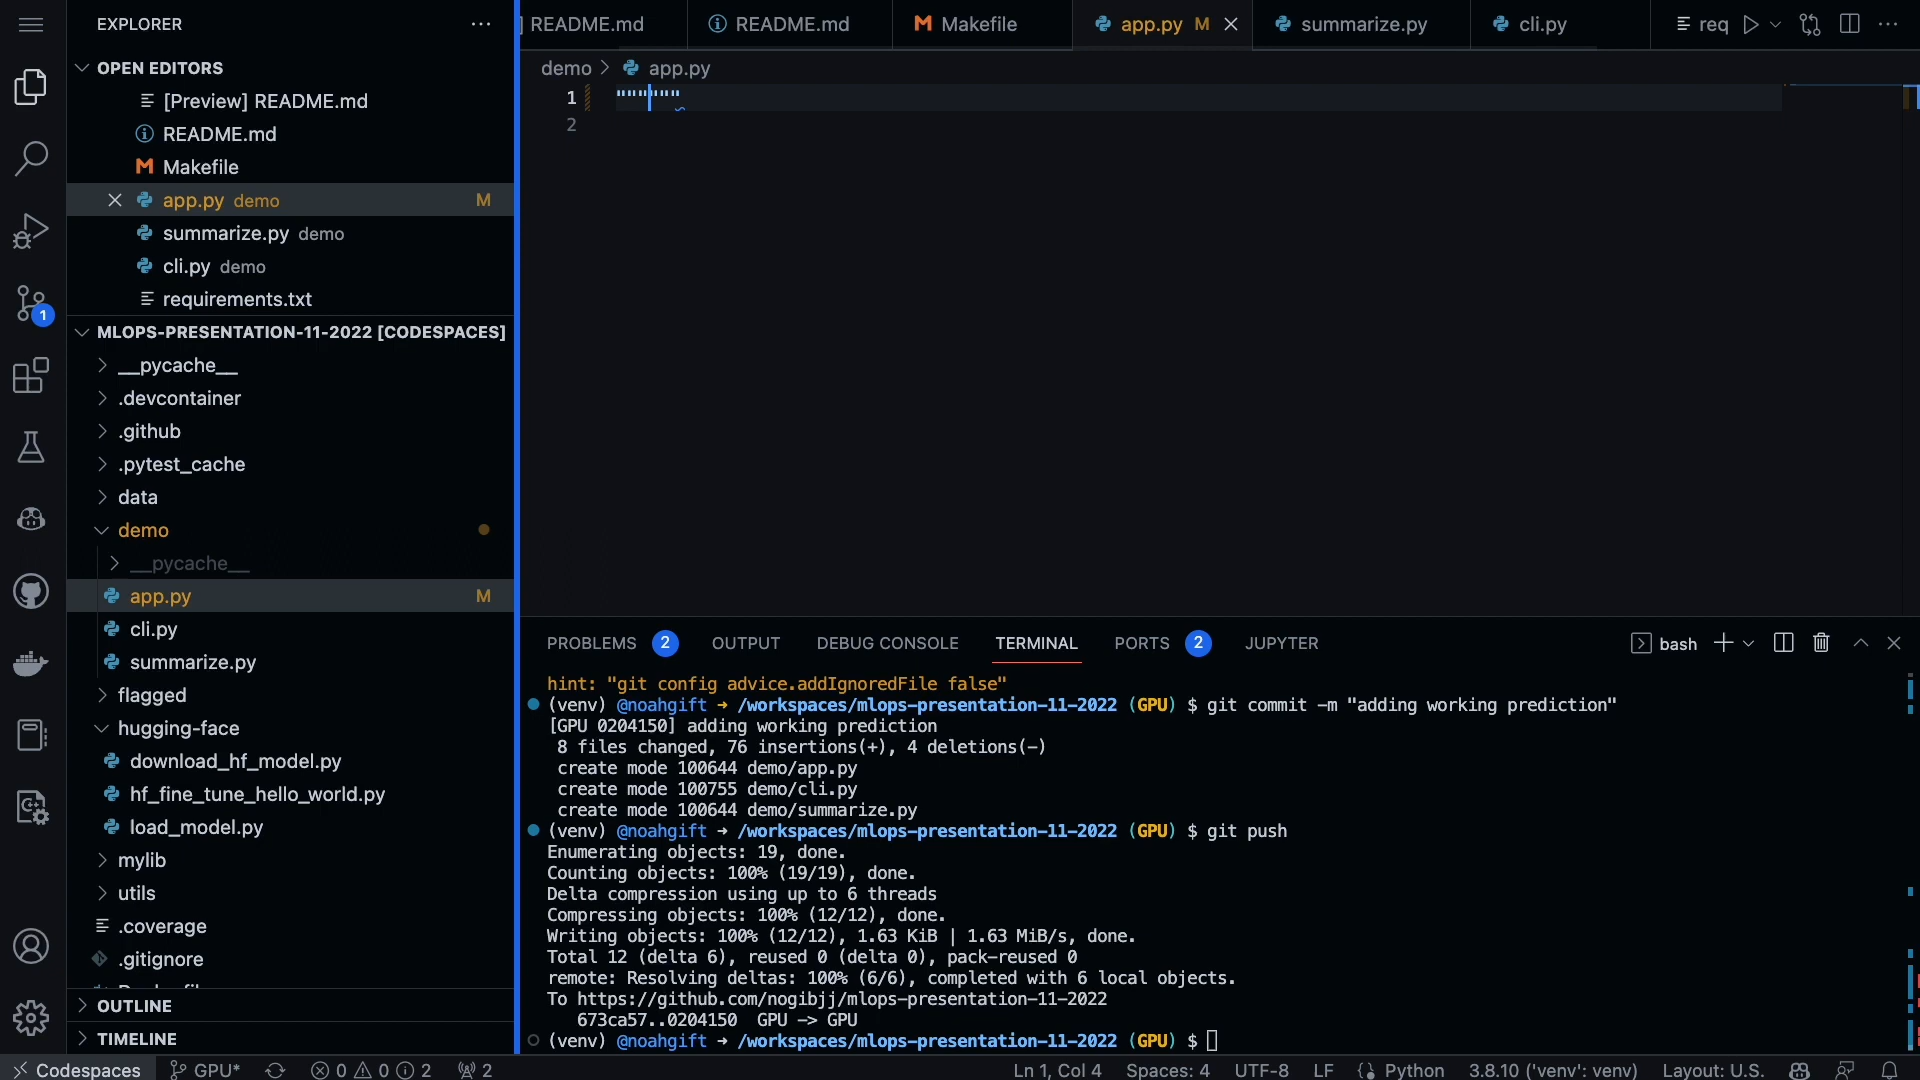 EXPLORER
] README.md
README.md
Makefile
app.py M
summarize.py
cli.py
req
OPEN EDITORS
[Preview] README.md
README.md
Makefile
app.py demo M
summarize.py demo
cli.py demo
requirements.txt
MLOPS-PRESENTATION-11-2022 [CODESPACES]
__pycache__
.devcontainer
.github
.pytest_cache
data
demo
__pycache__
app.py M
cli.py
summarize.py
flagged
hugging-face
download_hf_model.py
hf_fine_tune_hello_world.py
load_model.py
mylib
utils
.coverage
.gitignore
OUTLINE
TIMELINE
1
demo > app.py
1 """"""
2
PROBLEMS 2 OUTPUT DEBUG CONSOLE TERMINAL PORTS 2 JUPYTER
bash
hint: "git config advice.addIgnoredFile false"
(venv) @noahgift ➜ /workspaces/mlops-presentation-11-2022 (GPU) $ git commit -m "adding working prediction"
[GPU 0204150] adding working prediction
8 files changed, 76 insertions(+), 4 deletions(-)
create mode 100644 demo/app.py
create mode 100755 demo/cli.py
create mode 100644 demo/summarize.py
(venv) @noahgift ➜ /workspaces/mlops-presentation-11-2022 (GPU) $ git push
Enumerating objects: 19, done.
Counting objects: 100% (19/19), done.
Delta compression using up to 6 threads
Compressing objects: 100% (12/12), done.
Writing objects: 100% (12/12), 1.63 KiB | 1.63 MiB/s, done.
Total 12 (delta 6), reused 0 (delta 0), pack-reused 0
remote: Resolving deltas: 100% (6/6), completed with 6 local objects.
To https://github.com/nogibjj/mlops-presentation-11-2022
673ca57..0204150 GPU -> GPU
(venv) @noahgift ➜ /workspaces/mlops-presentation-11-2022 (GPU) $
Codespaces GPU* 0 0 2 2 Ln 1, Col 4 Spaces: 4 UTF-8 LF Python 3.8.10 ('venv': venv) Layout: U.S.